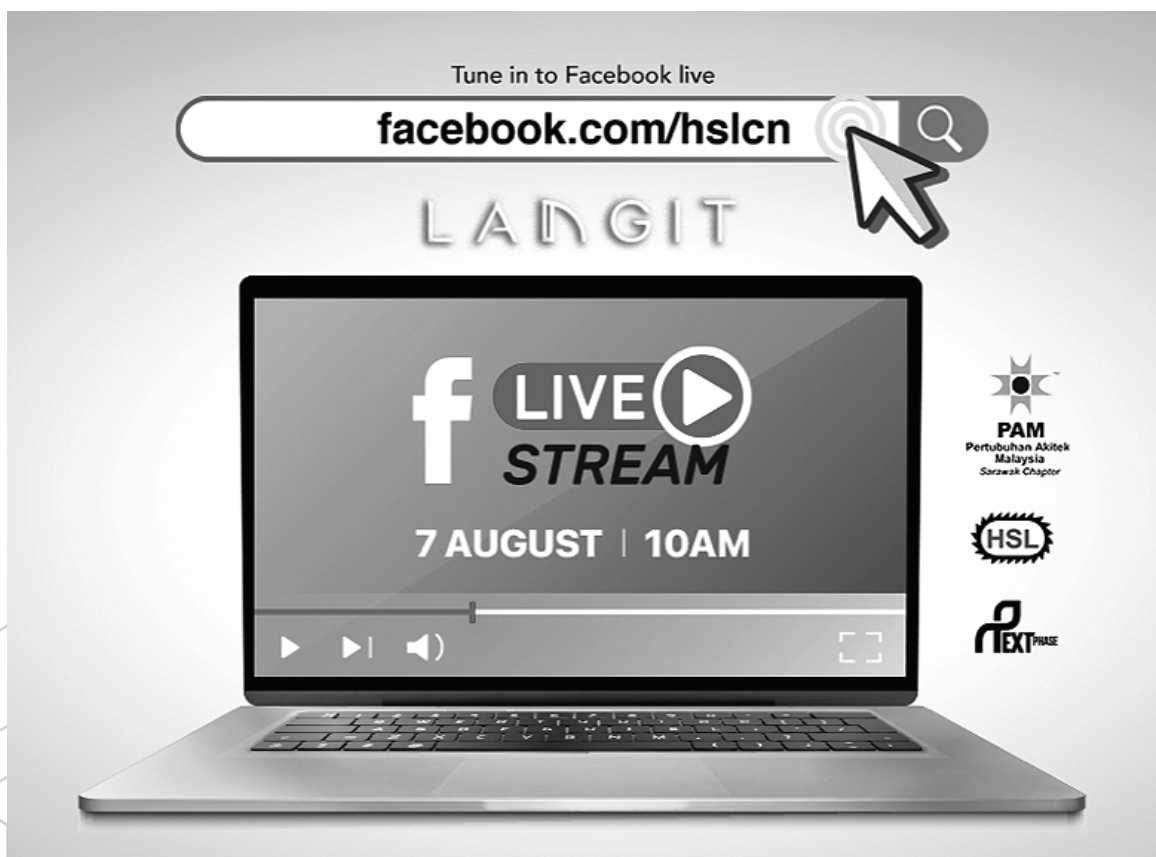 Tune in to Facebook live
facebook.com/hslcn
LANGIT
f LIVE
STREAM
7 AUGUST | 10AM
PAM
Pertubuhan Akitek
Malaysia
Sarawak Chapter
HSL
NEXT PHASE